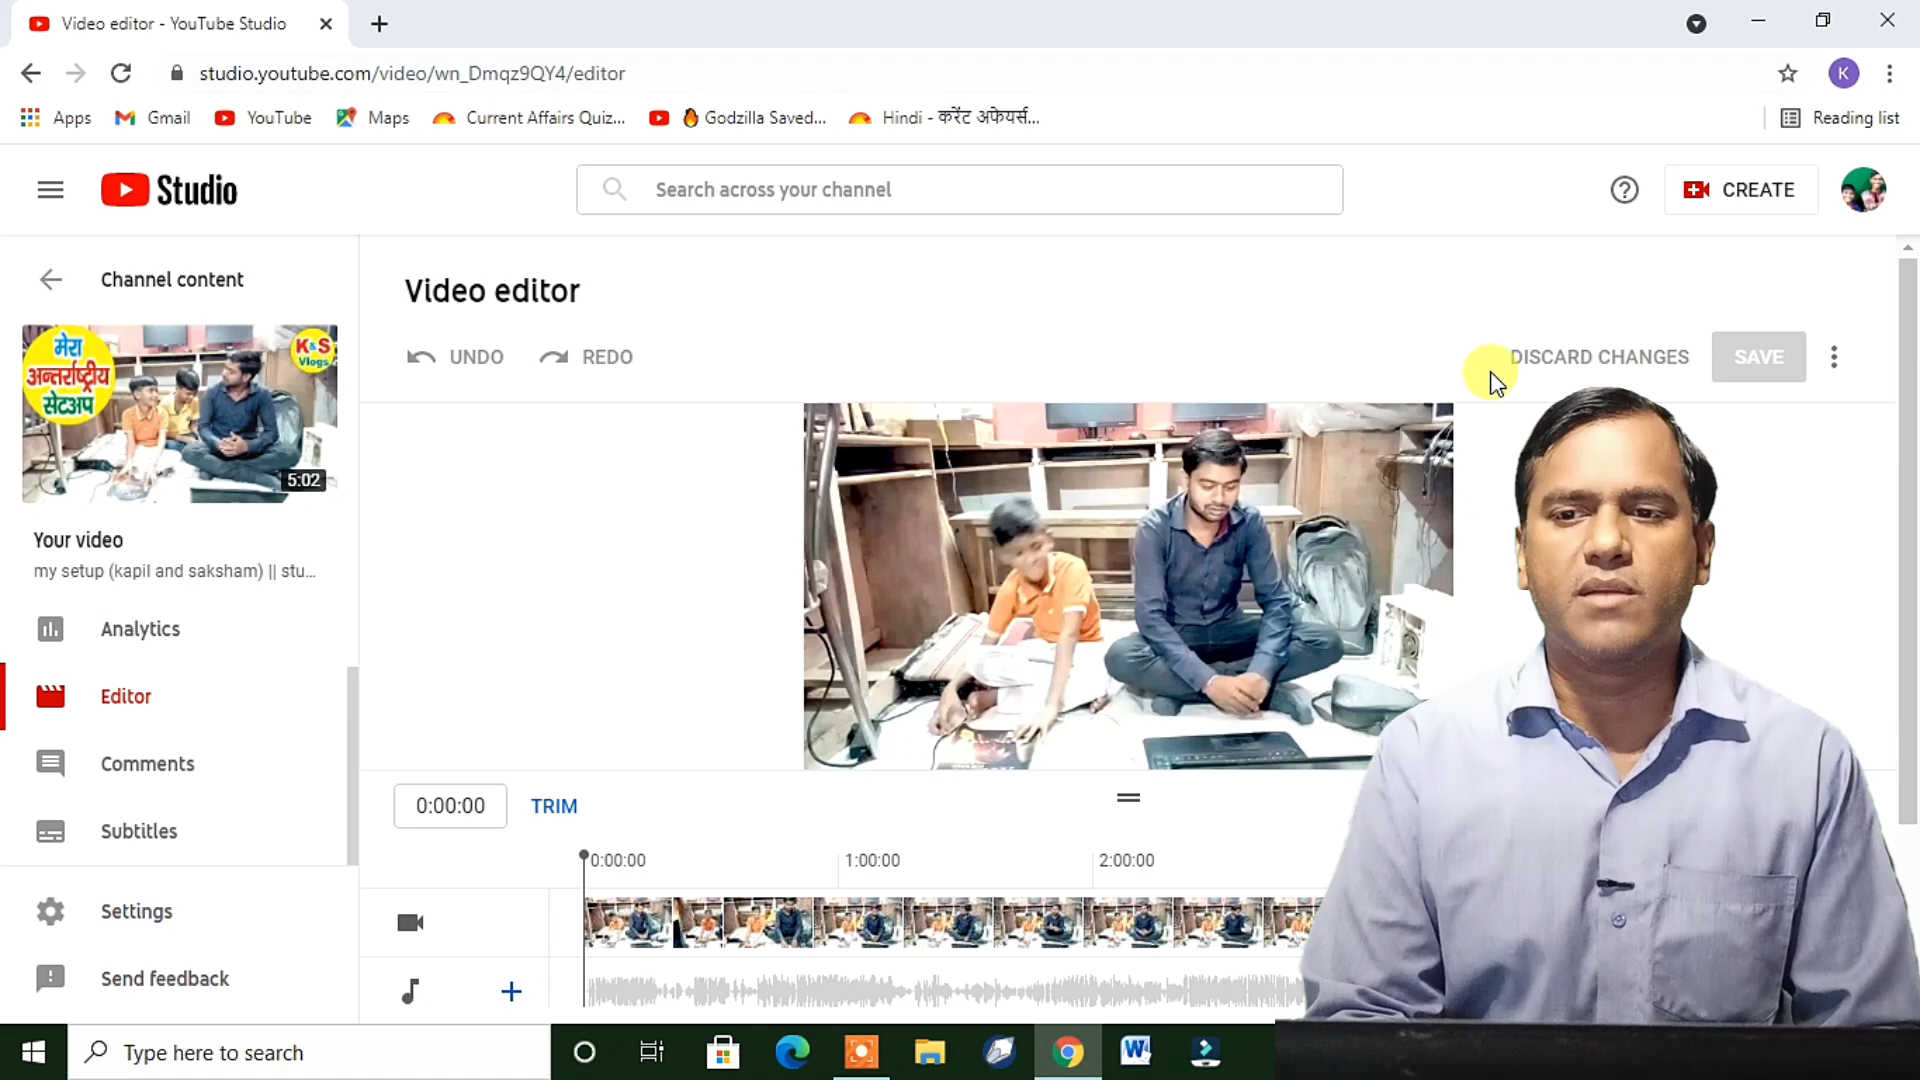 Video editor - YouTube Studio
studio.youtube.com/video/wn_Dmqz9QY4/editor
K
Apps
Gmail
YouTube
Maps
Current Affairs Quiz...
Godzilla Saved...
Hindi - करेंट अफेयर्स...
Reading list
Studio
Search across your channel
CREATE
Channel content
मेरा
अन्तर्राष्ट्रीय
सेटअप
K&S
Vlogs
5:02
Your video
my setup (kapil and saksham) || stu...
Analytics
Editor
Comments
Subtitles
Settings
Send feedback
Video editor
UNDO
REDO
DISCARD CHANGES
SAVE
0:00:00
TRIM
0:00:00
1:00:00
2:00:00
Type here to search